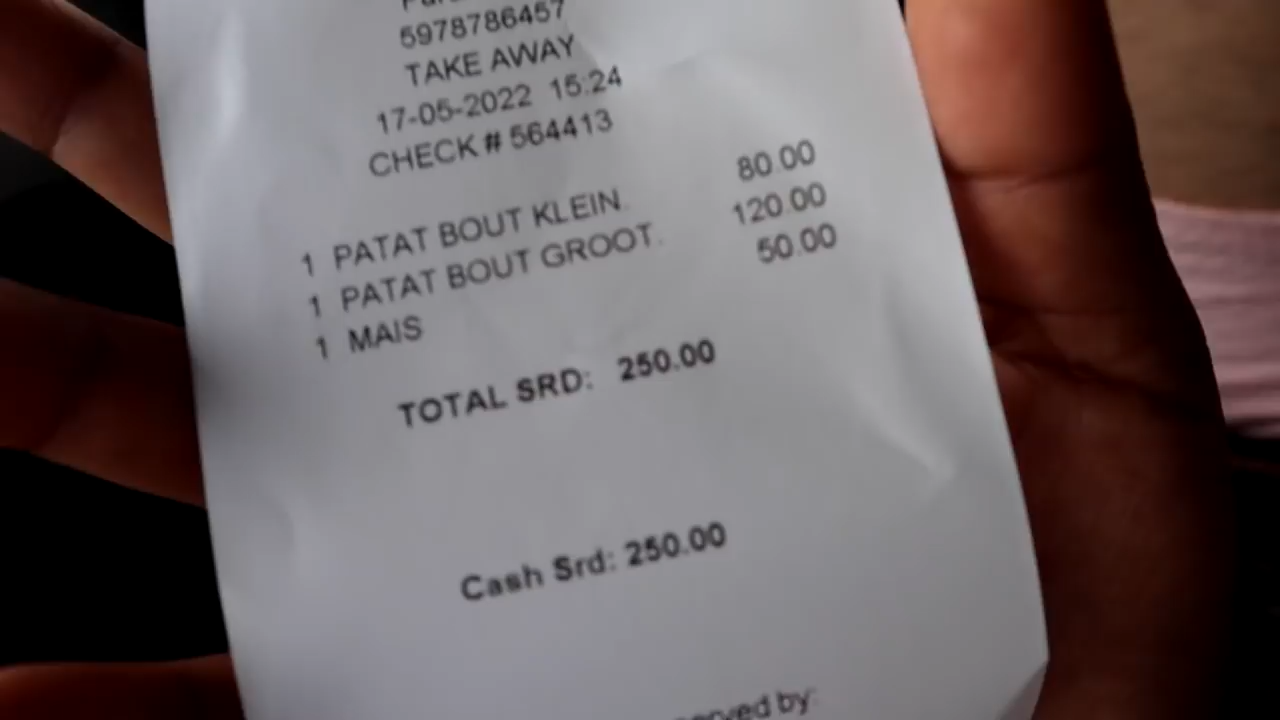 5978786457
TAKE AWAY
17-05-2022 15:24
CHECK # 564413
1 PATAT BOUT KLEIN. 80.00
1 PATAT BOUT GROOT. 120.00
1 MAIS 50.00
TOTAL SRD: 250.00
Cash Srd: 250.00
by: